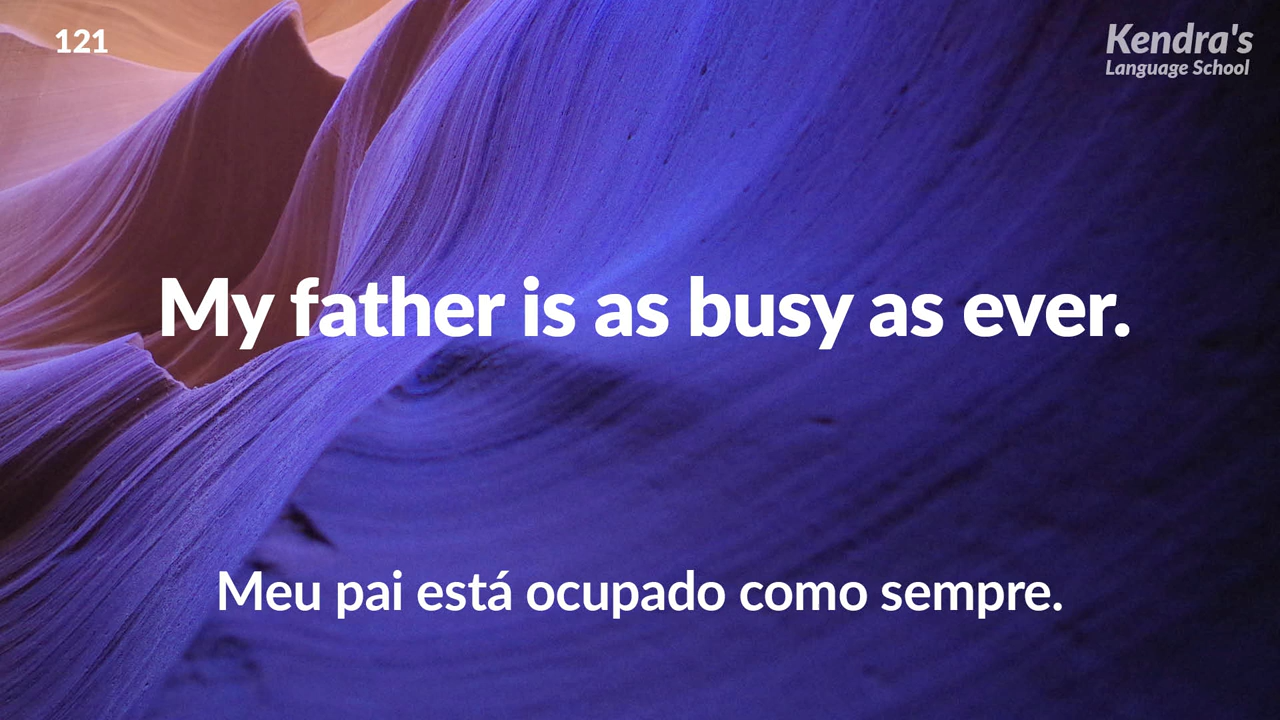 121
Kendra's
Language School
My father is as busy as ever.
Meu pai está ocupado como sempre.